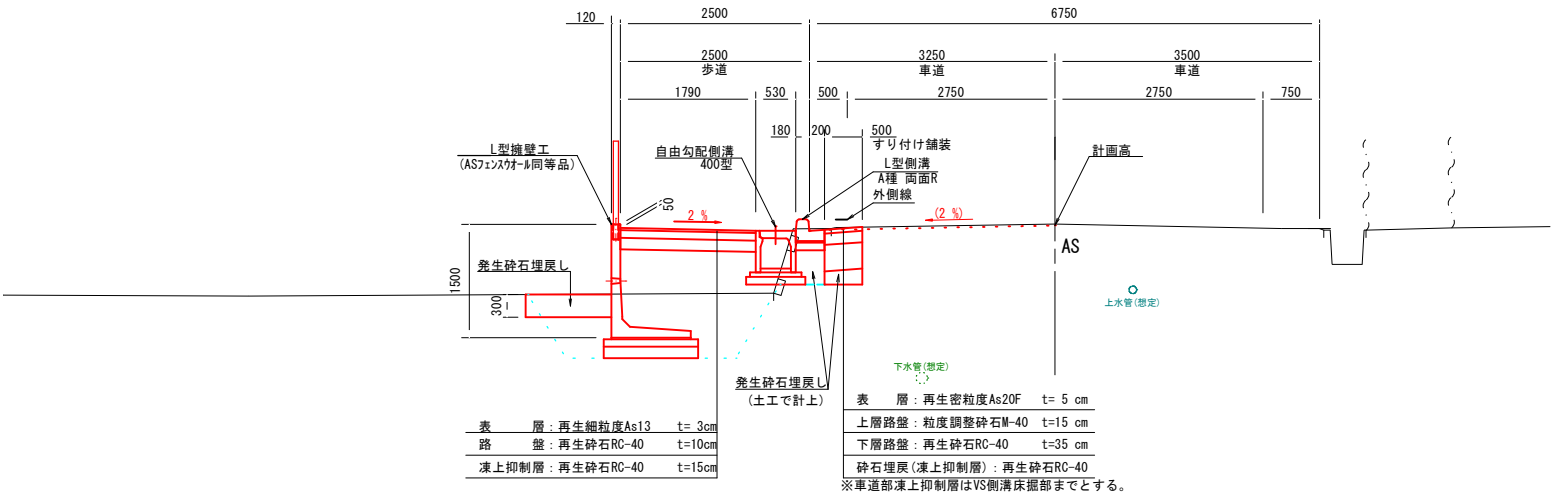 120
2500
6750
2500
歩道
3250
車道
3500
車道
1790
530
500
2750
2750
750
180
200
500
すり付け舗装
L型擁壁工
(ASフェンスウオール同等品)
自由勾配側溝
400型
L型側溝
A種 両面R
外側線
計画高
50
2 %
(2 %)
AS
発生砕石埋戻し
1500
300
上水管(想定)
下水管(想定)
発生砕石埋戻し
(土工で計上)
表 層：再生細粒度As13 t= 3cm
路 盤：再生砕石RC-40 t=10cm
凍上抑制層：再生砕石RC-40 t=15cm
表 層：再生密粒度As20F t= 5 cm
上層路盤：粒度調整砕石M-40 t=15 cm
下層路盤：再生砕石RC-40 t=35 cm
砕石埋戻(凍上抑制層)：再生砕石RC-40
※車道部凍上抑制層はVS側溝床掘部までとする。